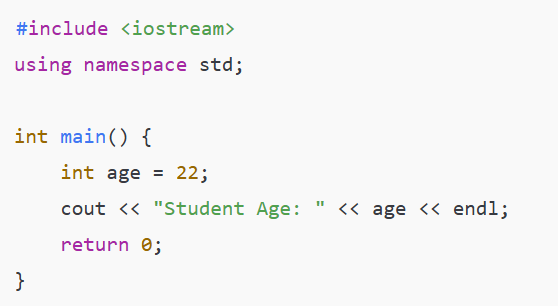 #include <iostream>
using namespace std;

int main() {
    int age = 22;
    cout << "Student Age: " << age << endl;
    return 0;
}